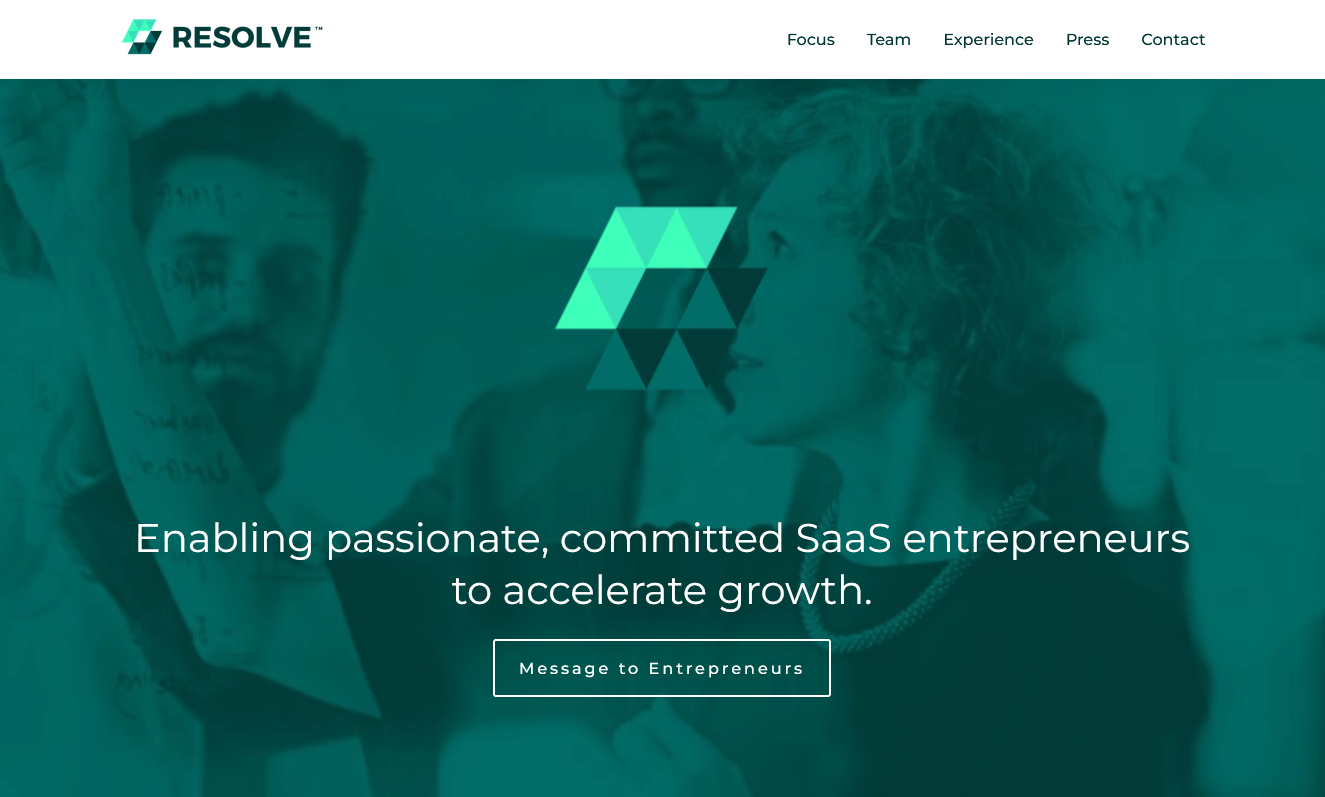 RESOLVE™
Focus
Team
Experience
Press
Contact
Enabling passionate, committed SaaS entrepreneurs
to accelerate growth.
Message to Entrepreneurs